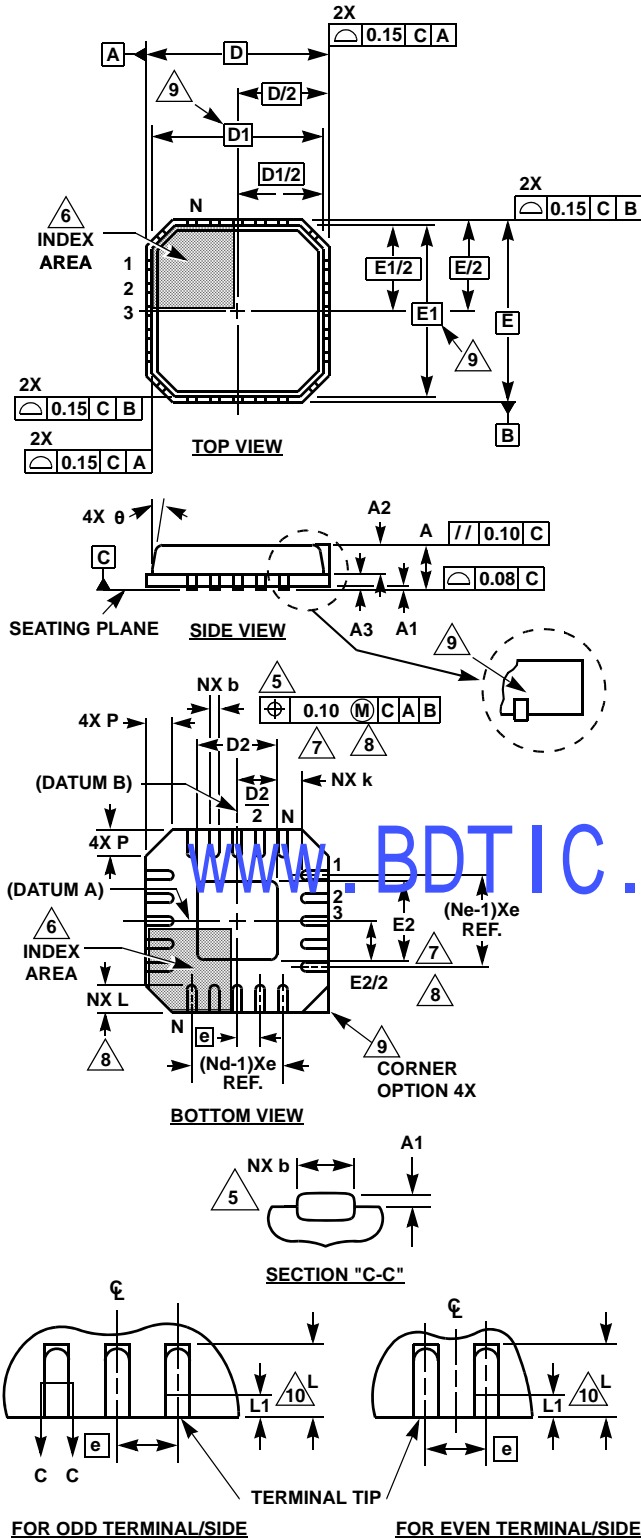 2X
0.15 C A
A
D
9
D/2
D1
D1/2
2X
0.15 C B
6
INDEX
AREA
N
1
2
3
E1/2
E/2
E1
E
9
2X
0.15 C B
2X
0.15 C A
B
TOP VIEW
4X θ
A2
A
// 0.10 C
C
0.08 C
SEATING PLANE
SIDE VIEW
A3
A1
9
NX b
5
0.10 M C A B
4X P
D2
7
8
(DATUM B)
D2
2
N
NX k
4X P
WWW.BDTIC.
1
2
3
(DATUM A)
(Ne-1)Xe
REF.
E2
6
INDEX
AREA
7
E2/2
8
NX L
N
e
8
(Nd-1)Xe
REF.
9
CORNER
OPTION 4X
BOTTOM VIEW
A1
NX b
5
SECTION "C-C"
C L
C L
L
10
L1
L
10
L1
e
e
C C
TERMINAL TIP
FOR ODD TERMINAL/SIDE
FOR EVEN TERMINAL/SIDE